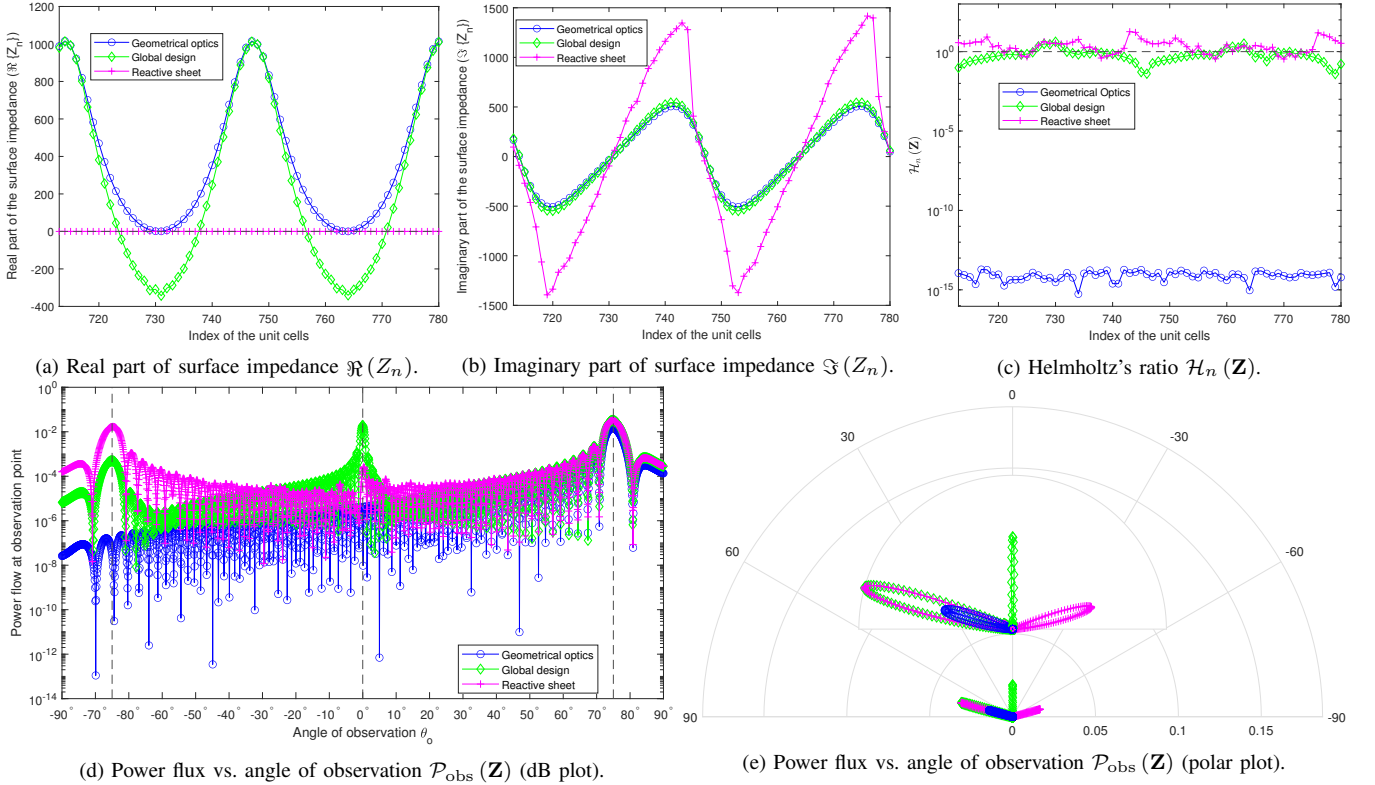 1200
1000
800
600
400
200
0
-200
-400
Real part of surface impedance (ℜ {Z_n})
Geometrical optics
Global design
Reactive sheet
720 730 740 750 760 770 780
Index of the unit cells
(a) Real part of surface impedance ℜ (Z_n).
1500
1000
500
0
-500
-1000
-1500
Imaginary part of the surface impedance (ℑ {Z_n})
Geometrical optics
Global design
Reactive sheet
720 730 740 750 760 770 780
Index of the unit cells
(b) Imaginary part of surface impedance ℑ (Z_n).
10^0
10^-5
10^-10
10^-15
ℋ_n (Z)
Geometrical Optics
Global design
Reactive sheet
720 730 740 750 760 770 780
Index of the unit cells
(c) Helmholtz's ratio ℋ_n (Z).
10^0
10^-2
10^-4
10^-6
10^-8
10^-10
10^-12
10^-14
Power flow at observation point
Geometrical optics
Global design
Reactive sheet
-90° -70° -60° -50° -40° -30° -20° -10° 0° 10° 20° 30° 40° 50° 60° 70° 80° 90°
Angle of observation θ_o
(d) Power flux vs. angle of observation 𝒫_obs (Z) (dB plot).
0
30 -30
60 -60
90 -90
0 0.05 0.1 0.15
(e) Power flux vs. angle of observation 𝒫_obs (Z) (polar plot).